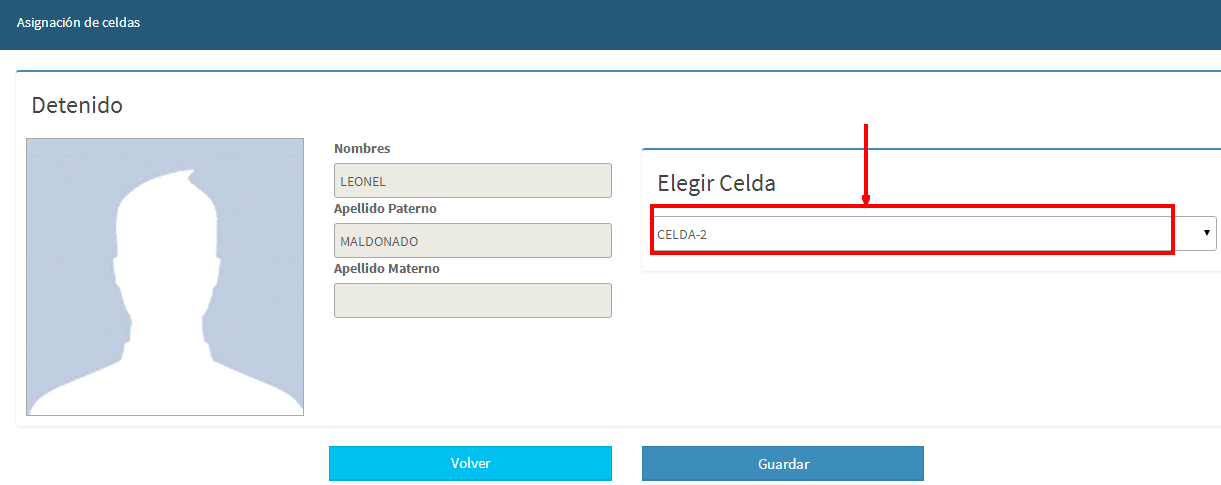 Asignación de celdas
Detenido
Nombres
LEONEL
Apellido Paterno
MALDONADO
Apellido Materno
Elegir Celda
CELDA-2
Volver
Guardar